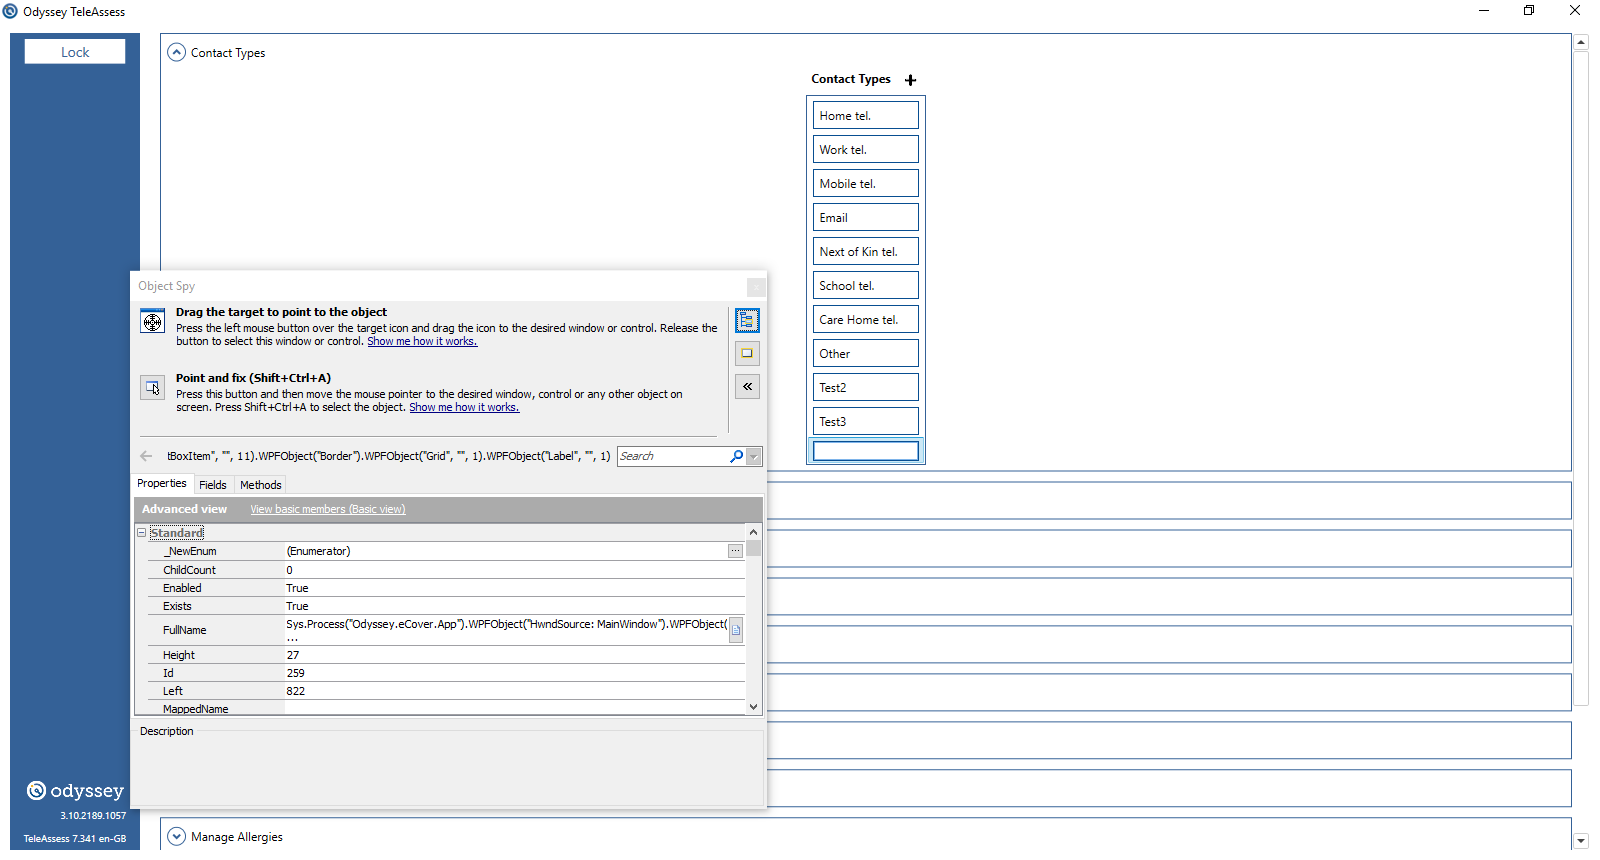 Odyssey TeleAssess
Lock
Contact Types
Contact Types
Home tel.
Work tel.
Mobile tel.
Email
Next of Kin tel.
School tel.
Care Home tel.
Other
Test2
Test3
Object Spy
Drag the target to point to the object
Press the left mouse button over the target icon and drag the icon to the desired window or control. Release the
button to select this window or control. Show me how it works.
Point and fix (Shift+Ctrl+A)
Press this button and then move the mouse pointer to the desired window, control or any other object on
screen. Press Shift+Ctrl+A to select the object. Show me how it works.
tBoxItem", "", 11).WPFObject("Border").WPFObject("Grid", "", 1).WPFObject("Label", "", 1)
Search
Properties Fields Methods
Advanced view View basic members (Basic view)
Standard
_NewEnum (Enumerator) ...
ChildCount 0
Enabled True
Exists True
FullName Sys.Process("Odyssey.eCover.App").WPFObject("HwndSource: MainWindow").WPFObject(
...
Height 27
Id 259
Left 822
MappedName
Description
odyssey
3.10.2189.1057
TeleAssess 7.341 en-GB
Manage Allergies